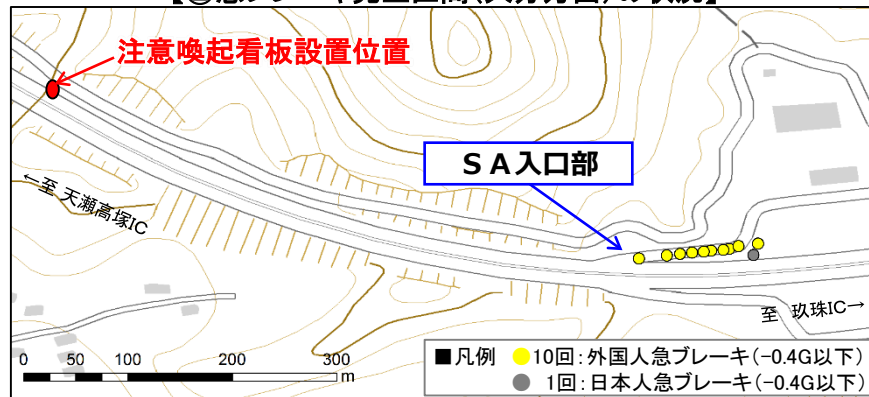 注意喚起看板設置位置
SA入口部
←至 天瀬高塚IC
至 玖珠IC→
0 50 100 200 300
m
■凡例 10回:外国人急ブレーキ(-0.4G以下)
1回:日本人急ブレーキ(-0.4G以下)